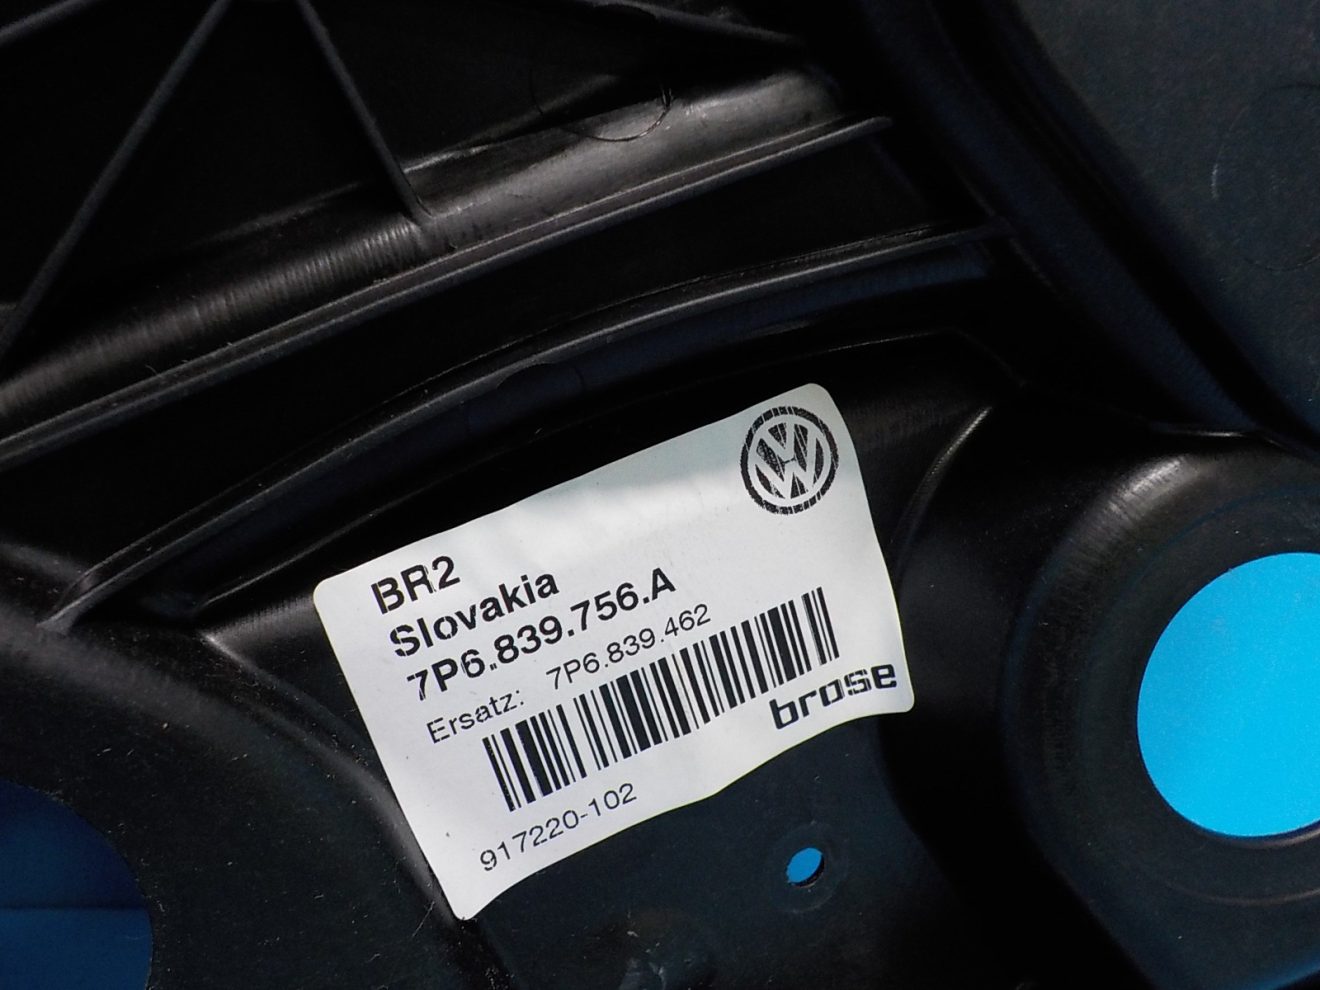 BR2
Slovakia
7P6.839.756.A
Ersatz: 7P6.839.462
brose
917220-102